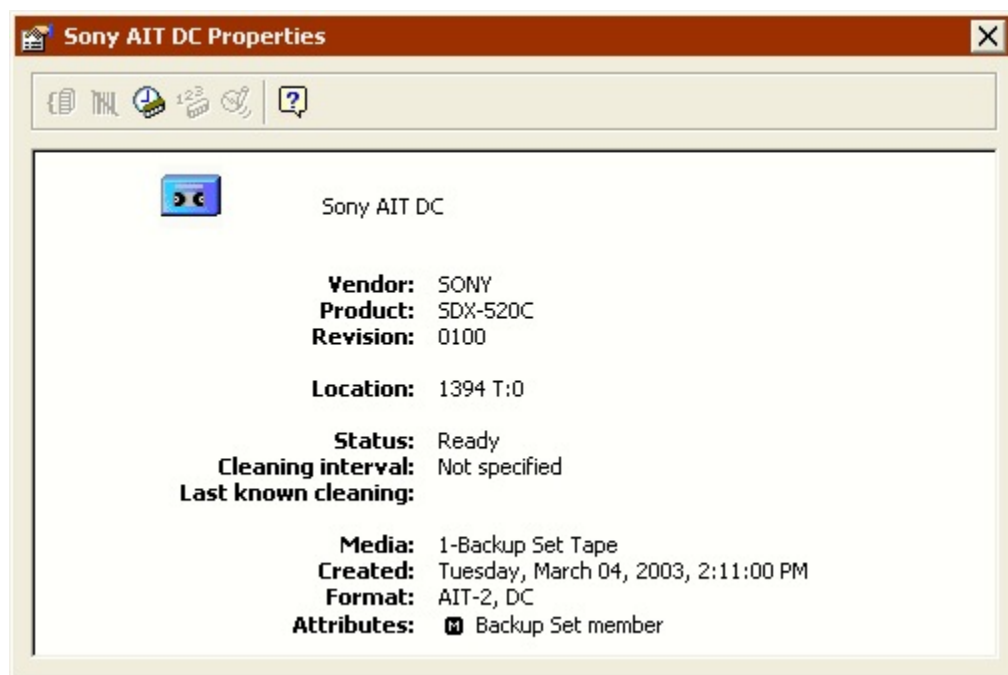 Sony AIT DC Properties
123
?
Sony AIT DC
Vendor: SONY
Product: SDX-520C
Revision: 0100
Location: 1394 T:0
Status: Ready
Cleaning interval: Not specified
Last known cleaning:
Media: 1-Backup Set Tape
Created: Tuesday, March 04, 2003, 2:11:00 PM
Format: AIT-2, DC
Attributes: M Backup Set member